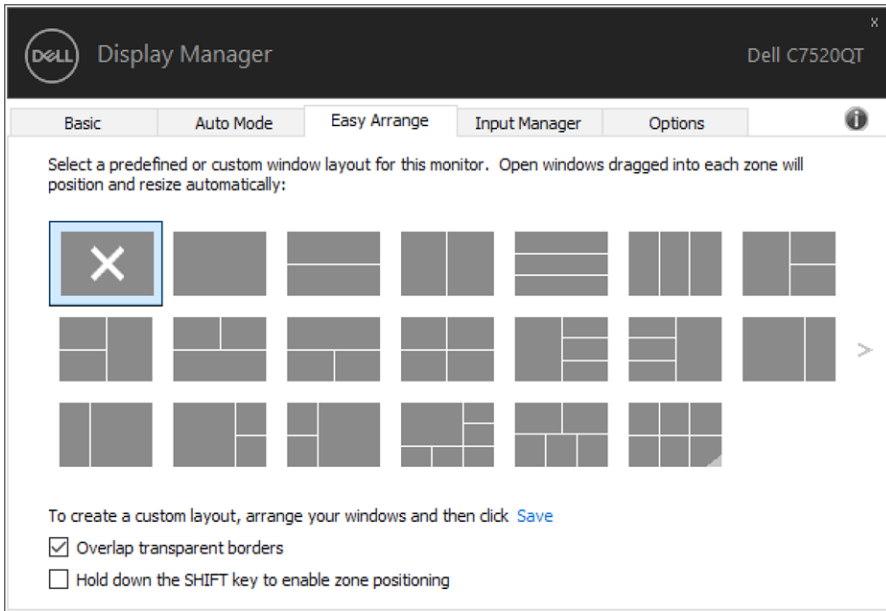 x
DELL
Display Manager
Dell C7520QT
Basic
Auto Mode
Easy Arrange
Input Manager
Options
i
Select a predefined or custom window layout for this monitor. Open windows dragged into each zone will
position and resize automatically:
>
To create a custom layout, arrange your windows and then click Save
Overlap transparent borders
Hold down the SHIFT key to enable zone positioning